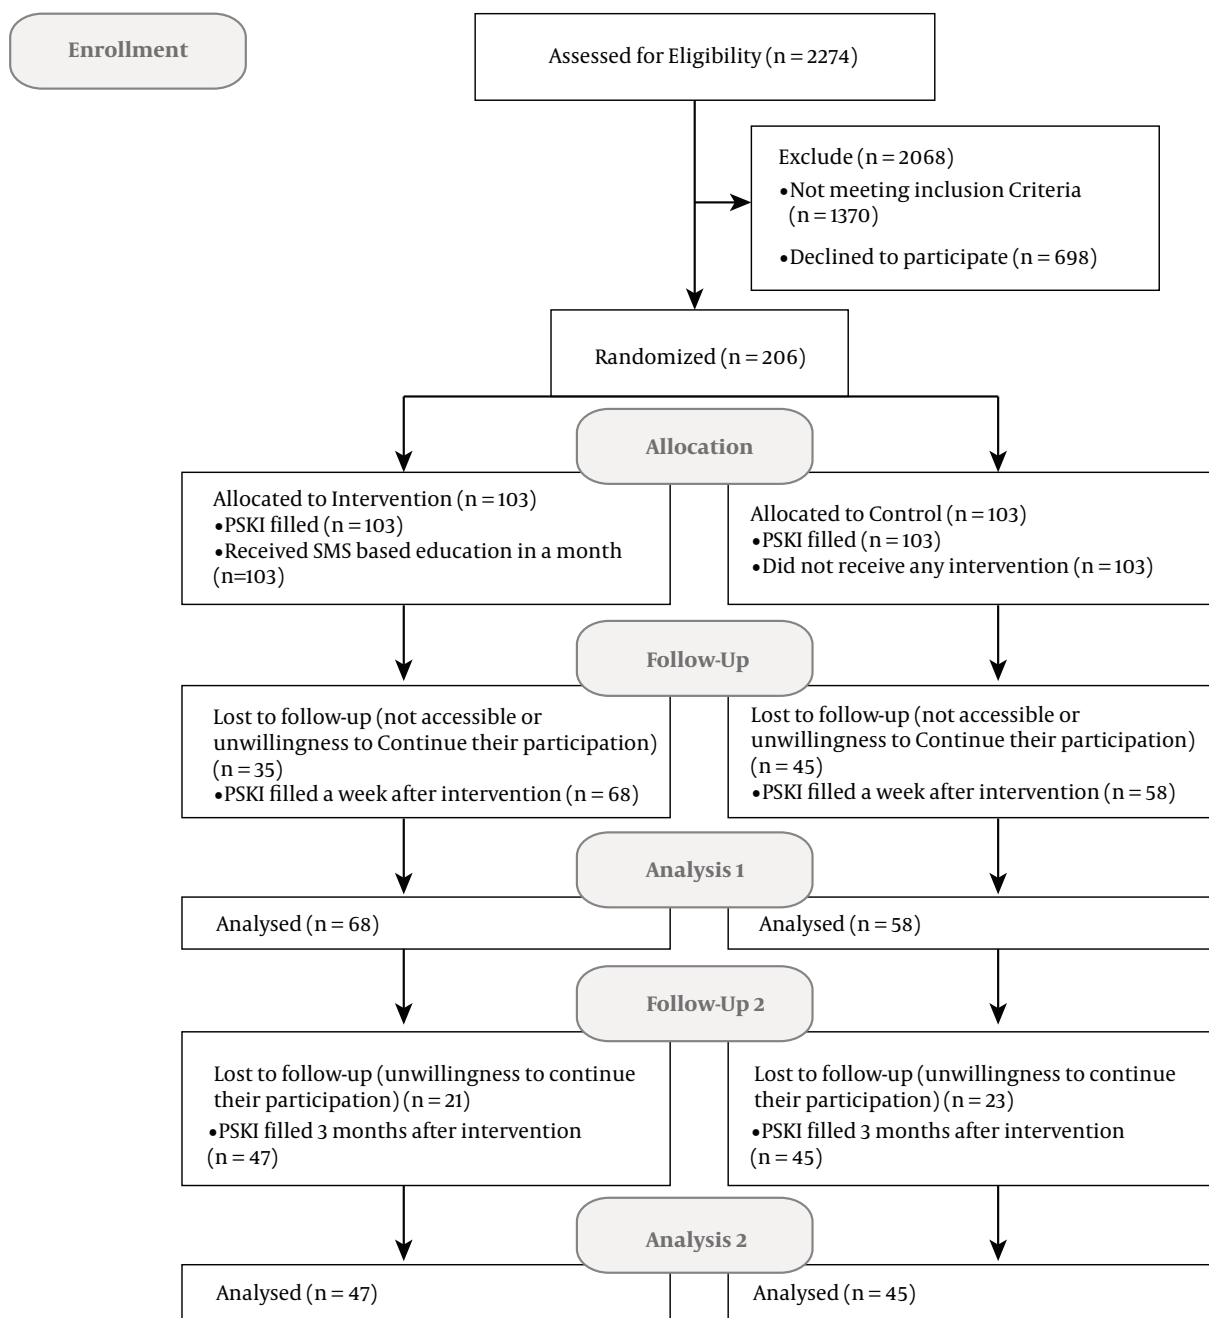 Enrollment
Assessed for Eligibility (n = 2274)
Exclude (n = 2068)
•Not meeting inclusion Criteria
(n = 1370)
•Declined to participate (n = 698)
Randomized (n = 206)
Allocation
Allocated to Intervention (n = 103)
•PSKI filled (n = 103)
•Received SMS based education in a month
(n=103)
Allocated to Control (n = 103)
•PSKI filled (n = 103)
•Did not receive any intervention (n = 103)
Follow-Up
Lost to follow-up (not accessible or
unwillingness to Continue their participation)
(n = 35)
•PSKI filled a week after intervention (n = 68)
Lost to follow-up (not accessible or
unwillingness to Continue their participation)
(n = 45)
•PSKI filled a week after intervention (n = 58)
Analysis 1
Analysed (n = 68)
Analysed (n = 58)
Follow-Up 2
Lost to follow-up (unwillingness to continue
their participation) (n = 21)
•PSKI filled 3 months after intervention
(n = 47)
Lost to follow-up (unwillingness to continue
their participation) (n = 23)
•PSKI filled 3 months after intervention
(n = 45)
Analysis 2
Analysed (n = 47)
Analysed (n = 45)